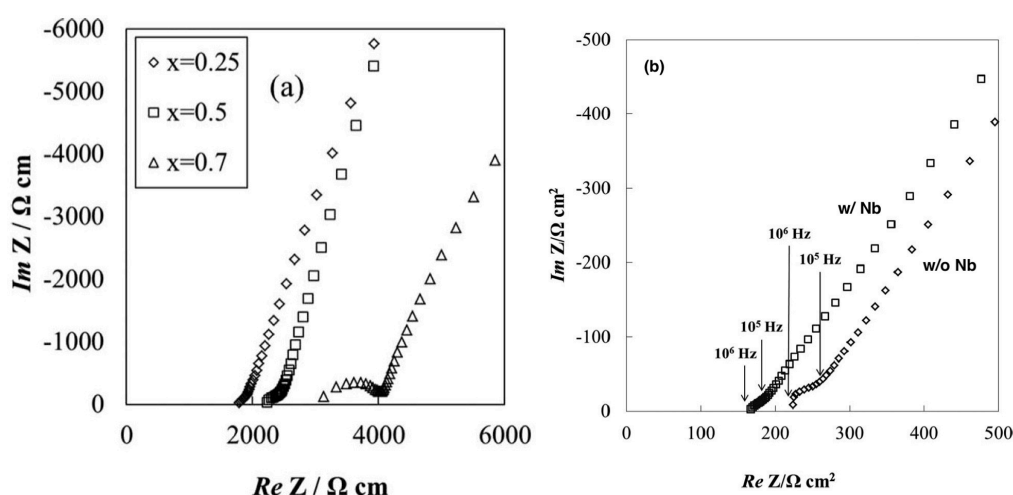 -6000
-5000
-4000
-3000
-2000
-1000
0
Im Z / Ω cm
x=0.25
x=0.5
x=0.7
(a)
0 2000 4000 6000
Re Z / Ω cm
-500
-400
-300
-200
-100
0
Im Z/Ω cm²
(b)
w/ Nb
w/o Nb
10⁶ Hz
10⁵ Hz
10⁵ Hz
10⁶ Hz
0 100 200 300 400 500
Re Z/Ω cm²